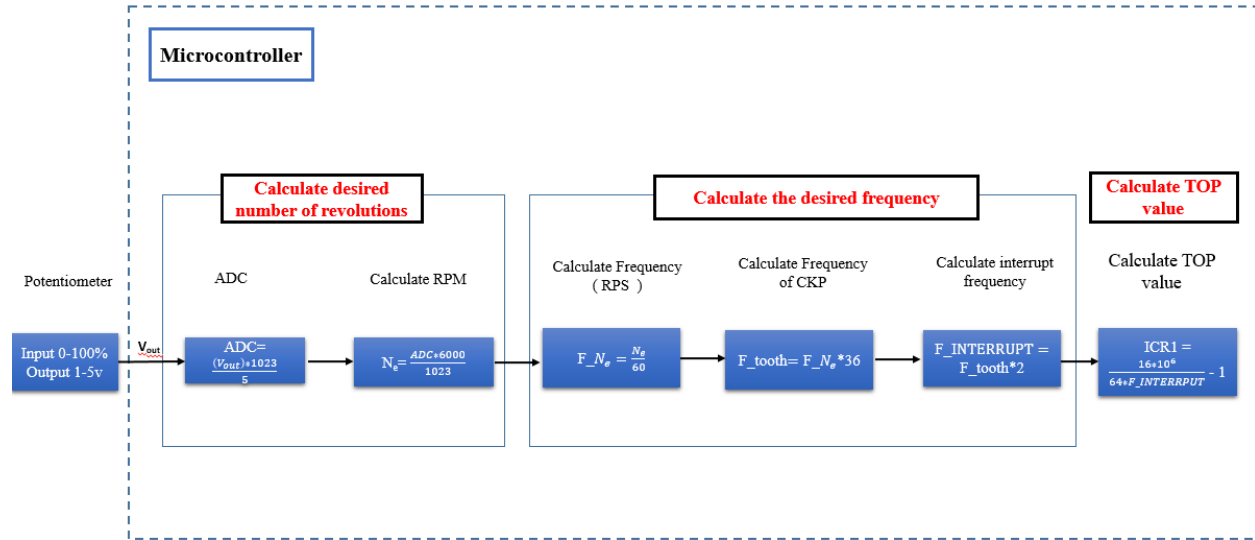 Microcontroller
Calculate desired
number of revolutions
Calculate the desired frequency
Calculate TOP
value
Potentiometer
ADC
Calculate RPM
Calculate Frequency
( RPS )
Calculate Frequency
of CKP
Calculate interrupt
frequency
Calculate TOP
value
Input 0-100%
Output 1-5v
Vout
ADC=
(Vout)*1023
5
Ne= ADC*6000
1023
F_Ne = Ne
60
F_tooth= F_Ne*36
F_INTERRUPT =
F_tooth*2
ICR1 =
16*10⁶
64*F_INTERRPUT - 1